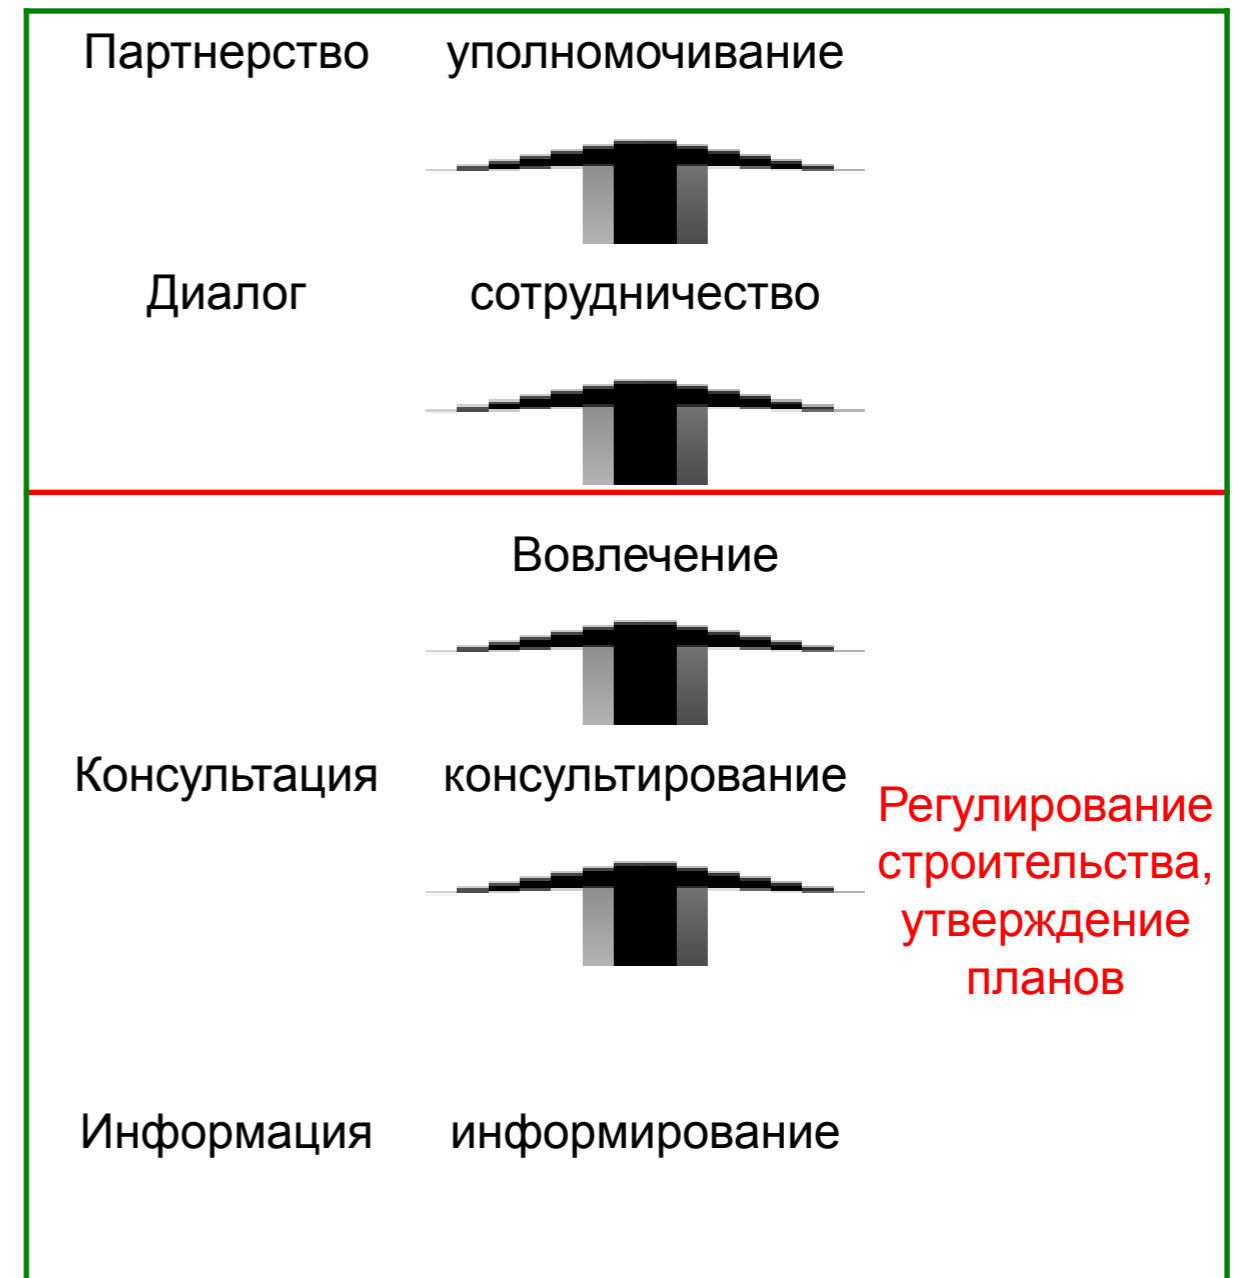 Партнерство уполномочивание
Диалог сотрудничество
Вовлечение
Консультация консультирование
Регулирование
строительства,
утверждение
планов
Информация информирование